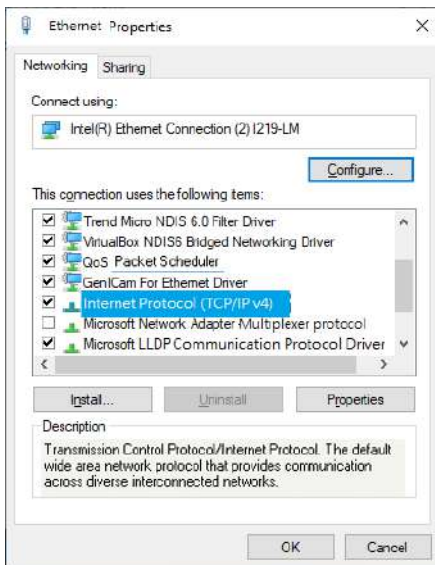 Ethernet Properties
Networking Sharing
Connect using:
Intel(R) Ethernet Connection (2) I219-LM
Configure...
This connection uses the following items:
Trend Micro NDIS 6.0 Filter Driver
VirtualBox NDIS6 Bridged Networking Driver
QoS Packet Scheduler
GenICam For Ethernet Driver
Internet Protocol (TCP/IPv4)
Microsoft Network Adapter Multiplexer protocol
Microsoft LLDP Communication Protocol Driver
Install... Uninstall Properties
Description
Transmission Control Protocol/Internet Protocol. The default
wide area network protocol that provides communication
across diverse interconnected networks.
OK Cancel